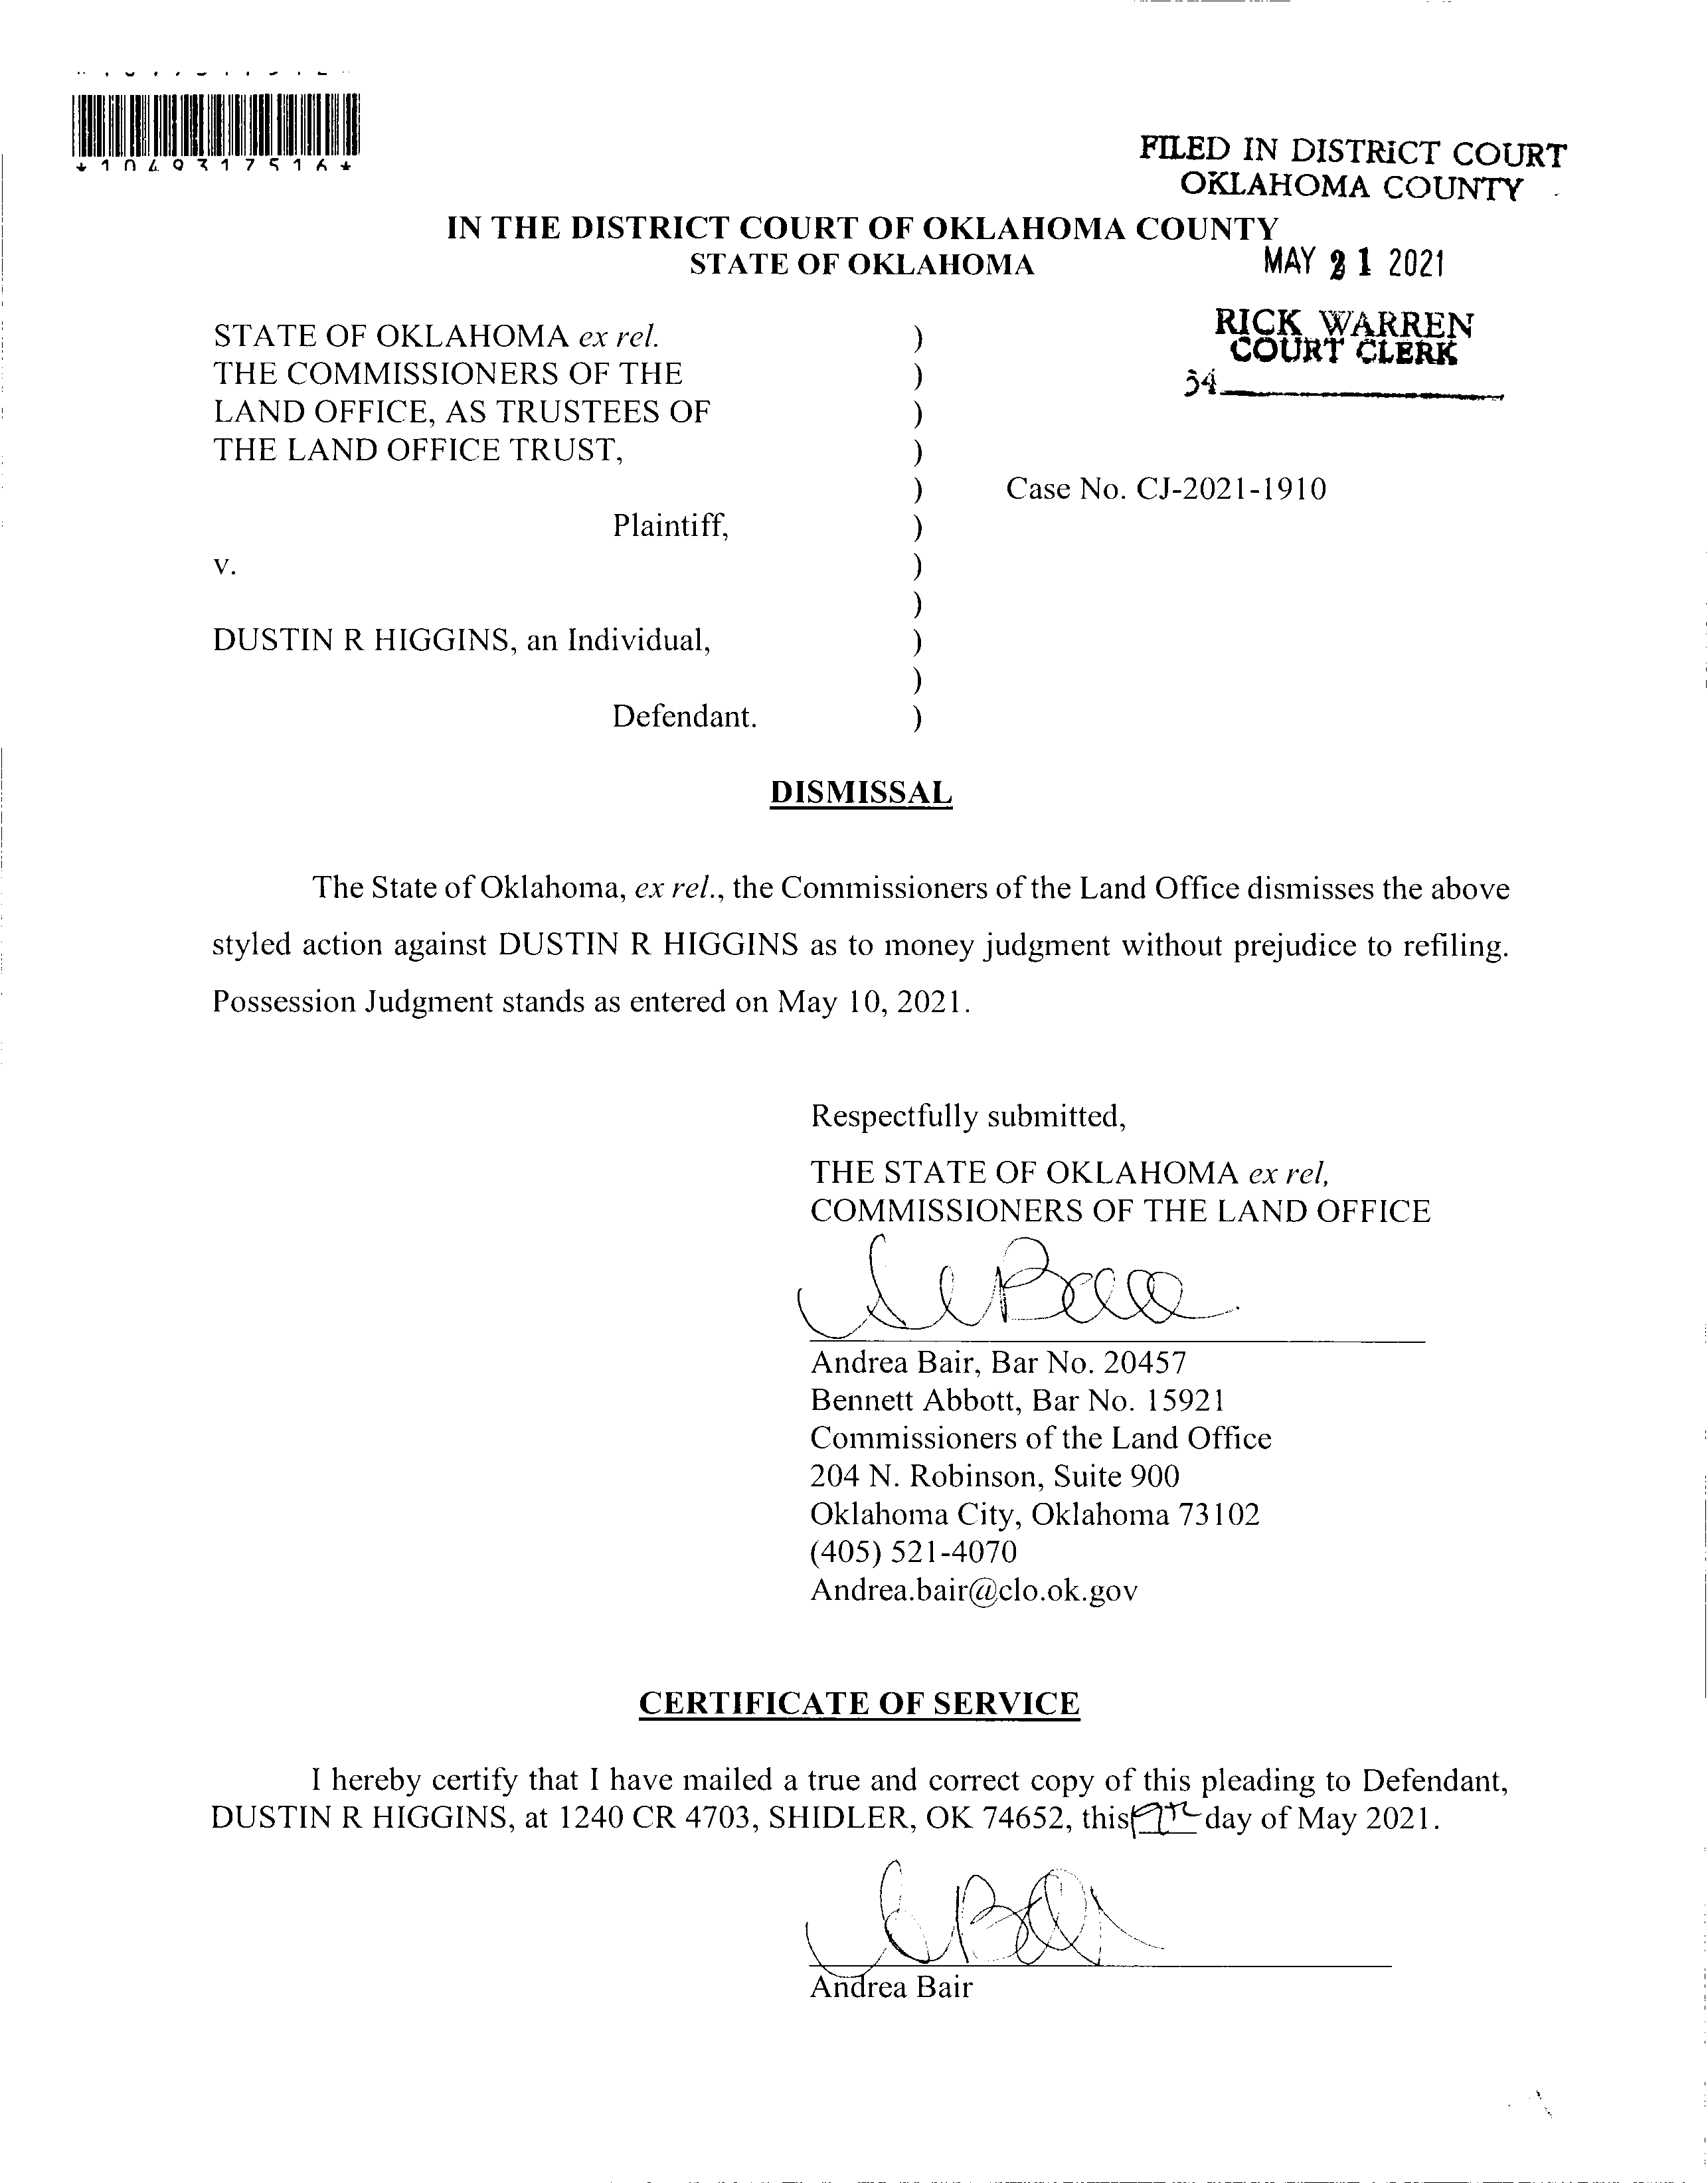 *1049317516*
FILED IN DISTRICT COURT
OKLAHOMA COUNTY
IN THE DISTRICT COURT OF OKLAHOMA COUNTY
STATE OF OKLAHOMA
MAY 21 2021
RICK WARREN
COURT CLERK
34
STATE OF OKLAHOMA ex rel. )
THE COMMISSIONERS OF THE )
LAND OFFICE, AS TRUSTEES OF )
THE LAND OFFICE TRUST, )
) Case No. CJ-2021-1910
Plaintiff, )
v. )
)
DUSTIN R HIGGINS, an Individual, )
)
Defendant. )
DISMISSAL
The State of Oklahoma, ex rel., the Commissioners of the Land Office dismisses the above
styled action against DUSTIN R HIGGINS as to money judgment without prejudice to refiling.
Possession Judgment stands as entered on May 10, 2021.
Respectfully submitted,
THE STATE OF OKLAHOMA ex rel,
COMMISSIONERS OF THE LAND OFFICE
Andrea Bair, Bar No. 20457
Bennett Abbott, Bar No. 15921
Commissioners of the Land Office
204 N. Robinson, Suite 900
Oklahoma City, Oklahoma 73102
(405) 521-4070
Andrea.bair@clo.ok.gov
CERTIFICATE OF SERVICE
I hereby certify that I have mailed a true and correct copy of this pleading to Defendant,
DUSTIN R HIGGINS, at 1240 CR 4703, SHIDLER, OK 74652, this day of May 2021.
Andrea Bair